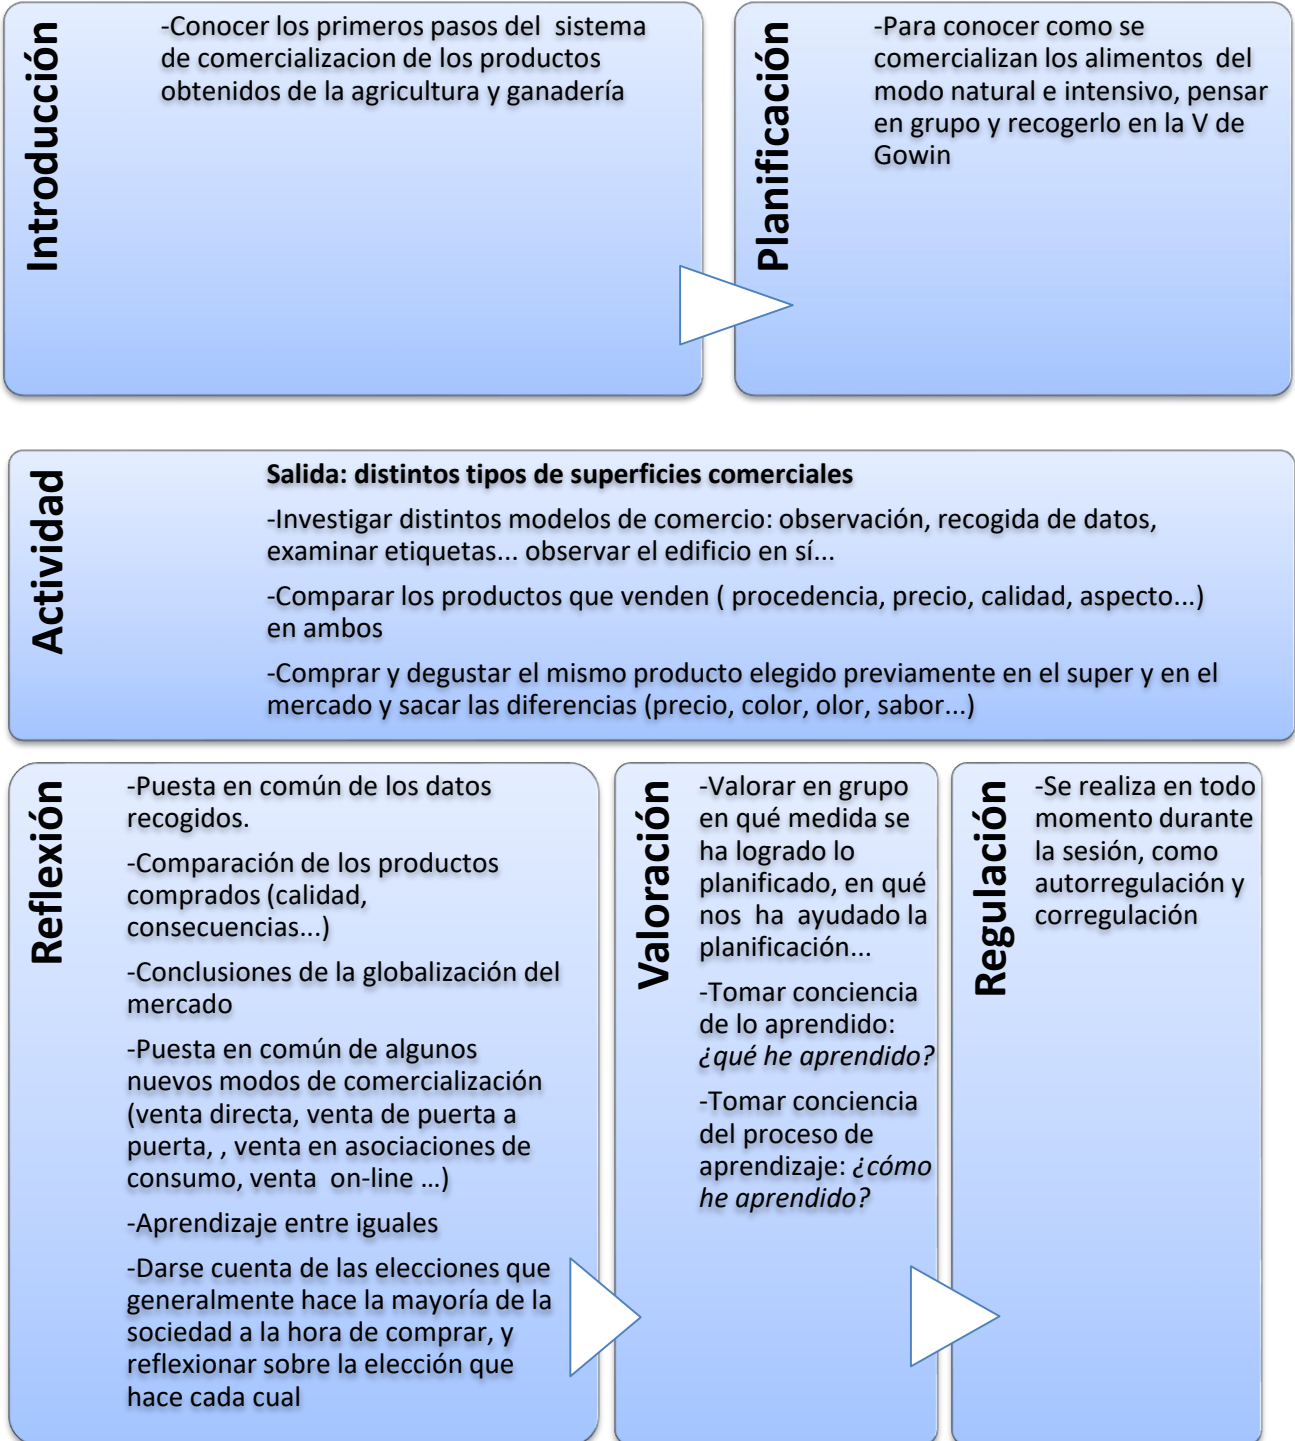 Introducción
-Conocer los primeros pasos del sistema
de comercializacion de los productos
obtenidos de la agricultura y ganadería
Planificación
-Para conocer como se
comercializan los alimentos del
modo natural e intensivo, pensar
en grupo y recogerlo en la V de
Gowin
Actividad
Salida: distintos tipos de superficies comerciales
-Investigar distintos modelos de comercio: observación, recogida de datos,
examinar etiquetas... observar el edificio en sí...
-Comparar los productos que venden ( procedencia, precio, calidad, aspecto...)
en ambos
-Comprar y degustar el mismo producto elegido previamente en el super y en el
mercado y sacar las diferencias (precio, color, olor, sabor...)
Reflexión
-Puesta en común de los datos
recogidos.
-Comparación de los productos
comprados (calidad,
consecuencias...)
-Conclusiones de la globalización del
mercado
-Puesta en común de algunos
nuevos modos de comercialización
(venta directa, venta de puerta a
puerta, , venta en asociaciones de
consumo, venta on-line ...)
-Aprendizaje entre iguales
-Darse cuenta de las elecciones que
generalmente hace la mayoría de la
sociedad a la hora de comprar, y
reflexionar sobre la elección que
hace cada cual
Valoración
-Valorar en grupo
en qué medida se
ha logrado lo
planificado, en qué
nos ha ayudado la
planificación...
-Tomar conciencia
de lo aprendido:
¿qué he aprendido?
-Tomar conciencia
del proceso de
aprendizaje: ¿cómo
he aprendido?
Regulación
-Se realiza en todo
momento durante
la sesión, como
autorregulación y
corregulación